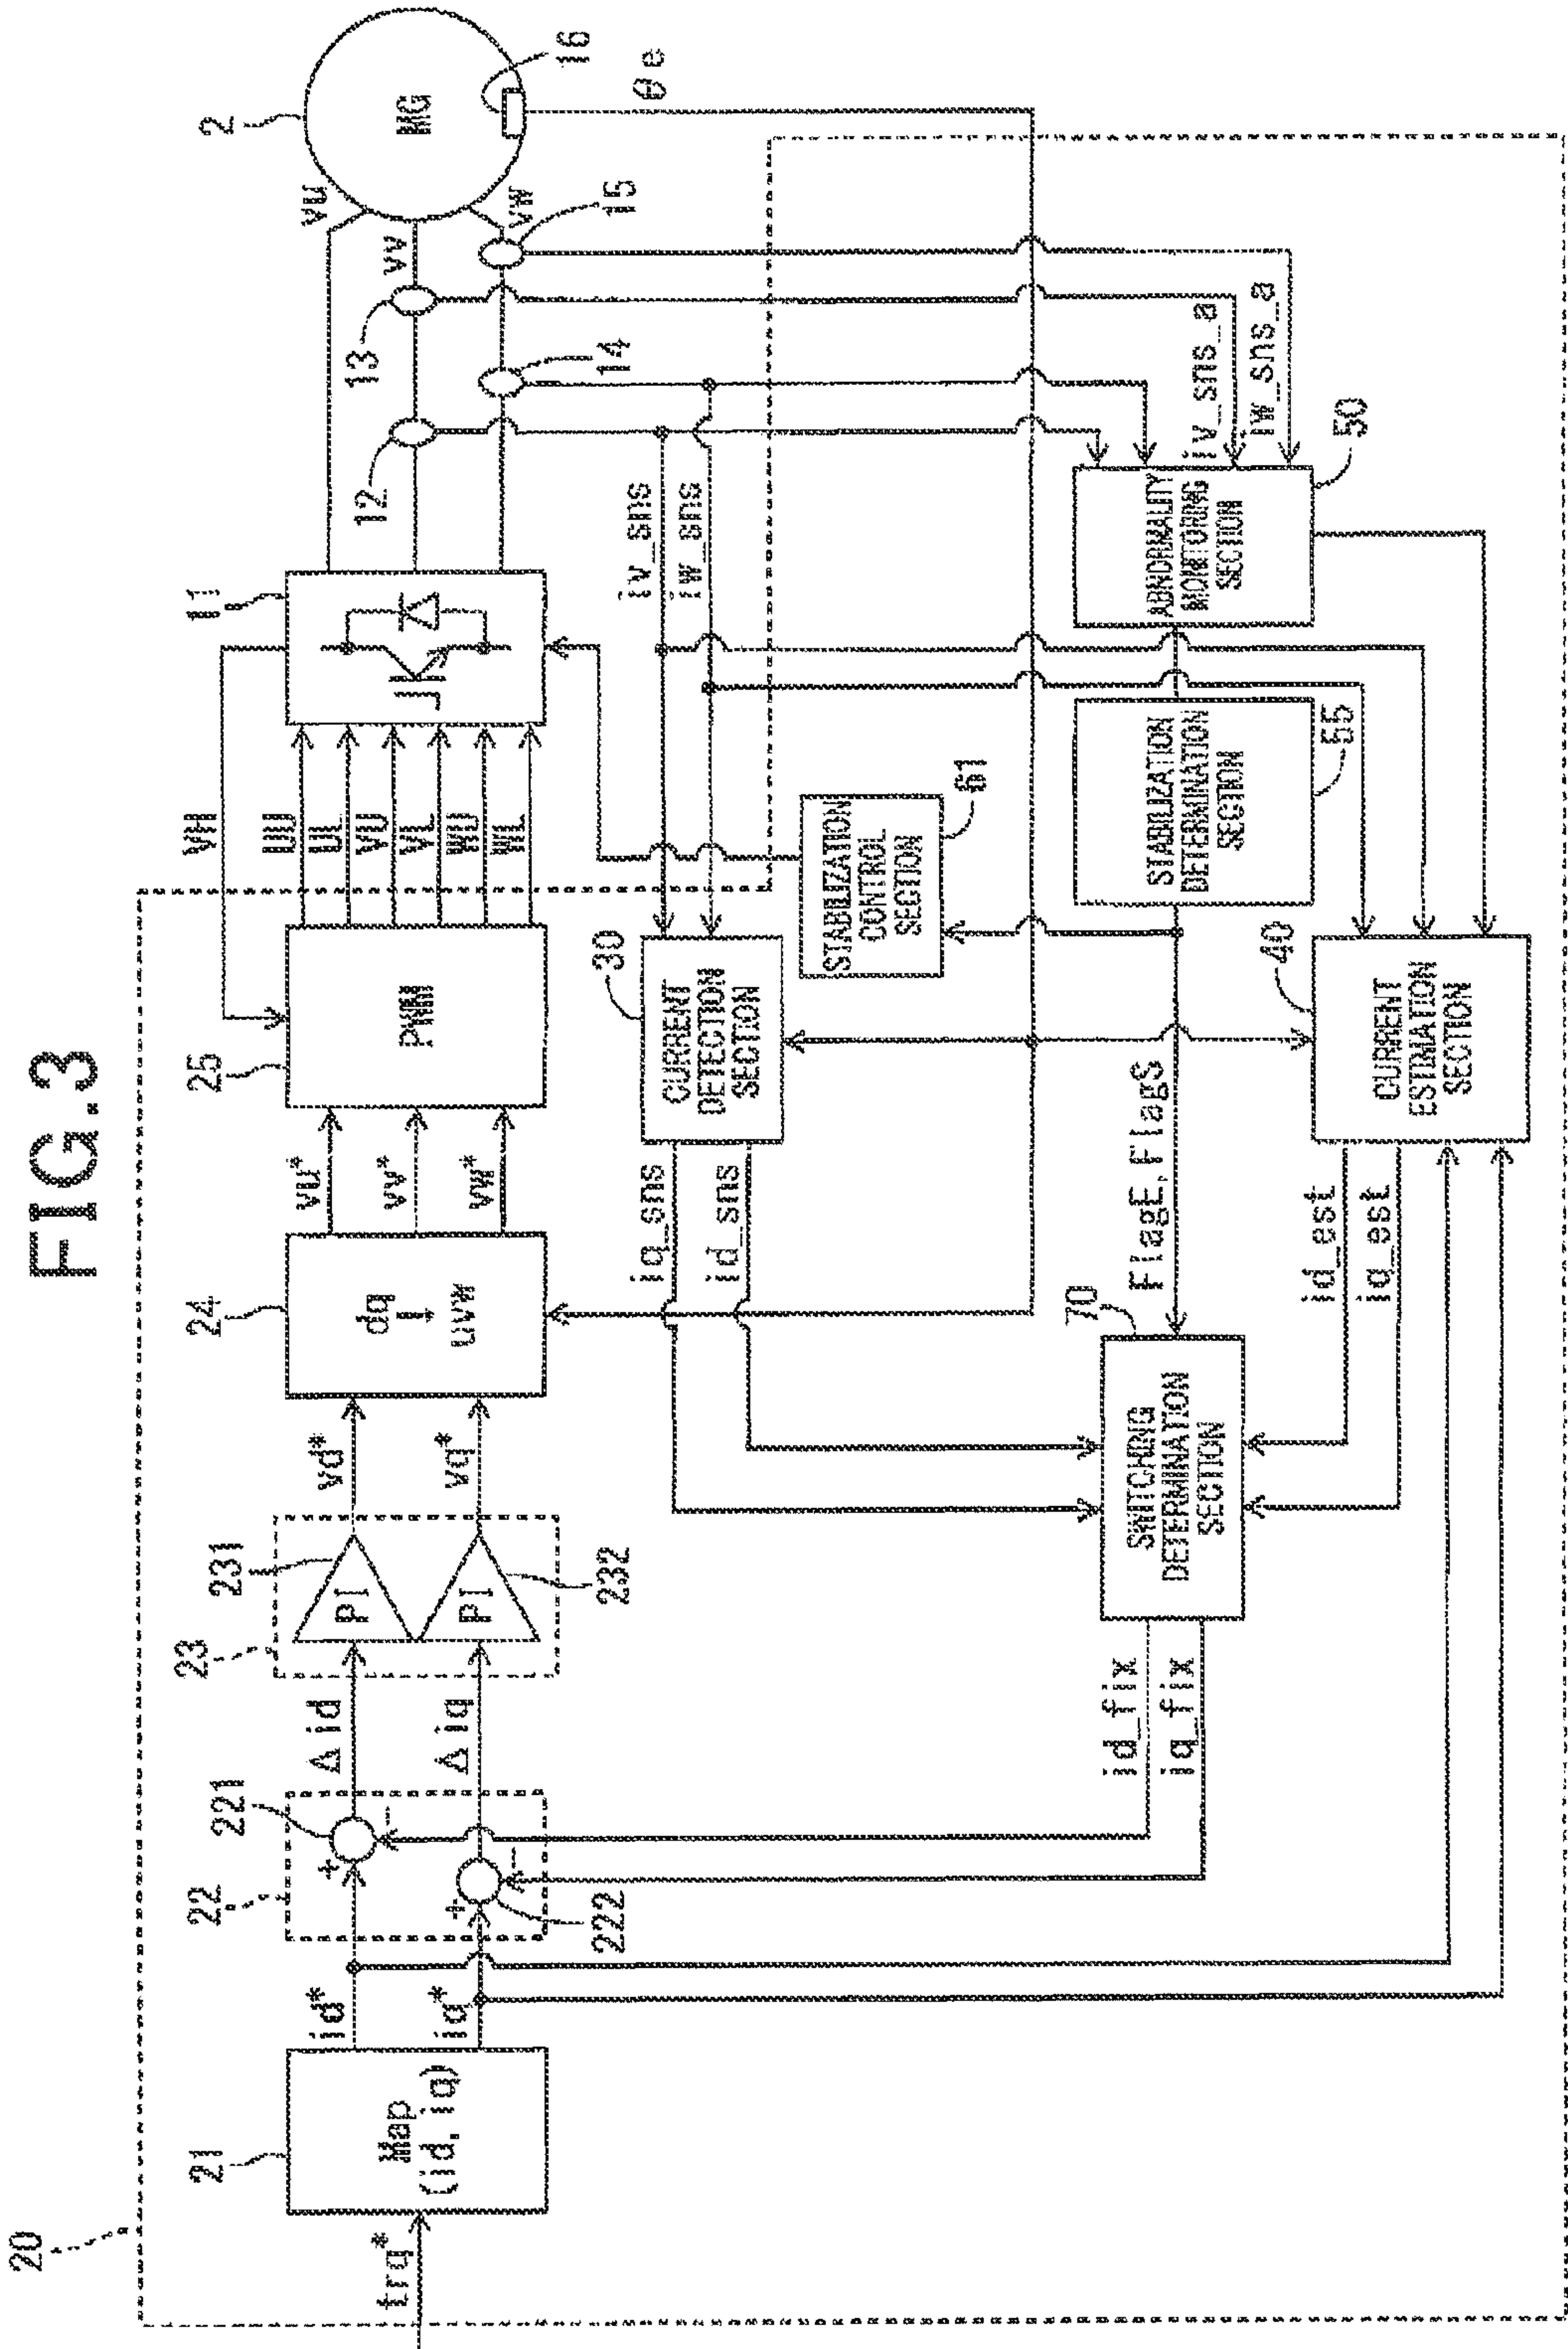 FIG.3
20
21
Map
(id, iq)
trq*
id*
iq*
22
221
222
+
−
+
−
Δid
Δiq
23
231
232
PI
PI
vd*
vq*
24
dq
↓
uvw
vu*
vv*
vw*
25
PWM
VH
UU
UL
VU
VL
WU
WL
11
12
13
14
15
vu
vv
vw
2
MG
16
θe
iv_sns
iw_sns
30
CURRENT
DETECTION
SECTION
iq_sns
id_sns
STABILIZATION
CONTROL
SECTION
61
70
SWITCHING
DETERMINATION
SECTION
id_fix
iq_fix
FlagE, FlagS
STABILIZATION
DETERMINATION
SECTION
55
ABNORMALITY
MONITORING
SECTION
50
iv_sns_a
iw_sns_a
40
CURRENT
ESTIMATION
SECTION
id_est
iq_est